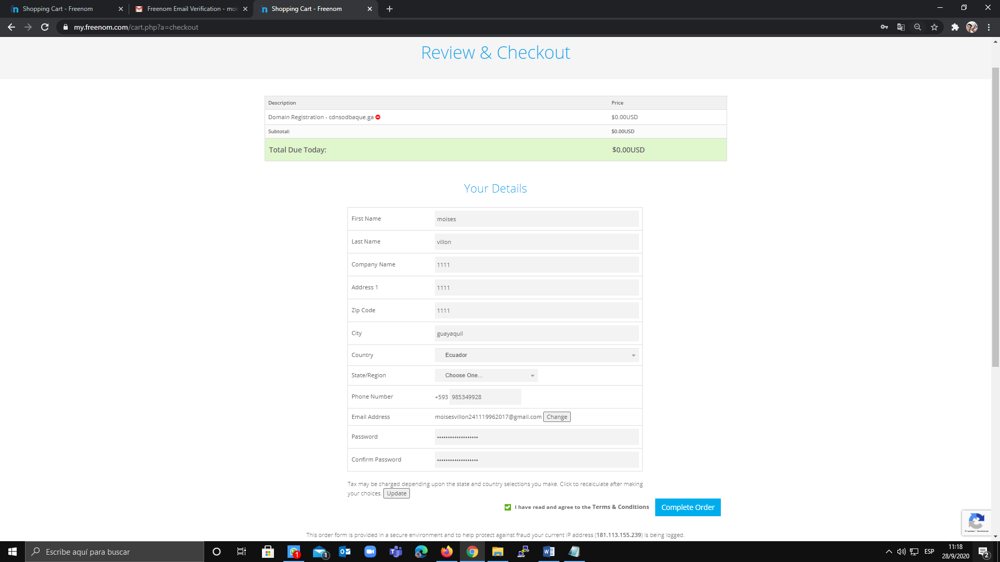 Shopping Cart - Freenom
Freenom Email Verification - moi
Shopping Cart - Freenom
my.freenom.com/cart.php?a=checkout
Review & Checkout
Description Price
Domain Registration - cdnsodbaque.ga $0.00USD
Subtotal: $0.00USD
Total Due Today: $0.00USD
Your Details
First Name moises
Last Name villon
Company Name 1111
Address 1 1111
Zip Code 1111
City guayaquil
Country Ecuador
State/Region Choose One...
Phone Number +593 985349928
Email Address moisesvillon241119962017@gmail.com Change
Password ••••••••••••••••••
Confirm Password ••••••••••••••••••
Tax may be charged depending upon the state and country selections you make. Click to recalculate after making
your choices. Update
I have read and agree to the Terms & Conditions Complete Order
This order form is provided in a secure environment and to help protect against fraud your current IP address (181.113.155.239) is being logged.
Escribe aquí para buscar
1
1
ESP
11:18
28/9/2020
2